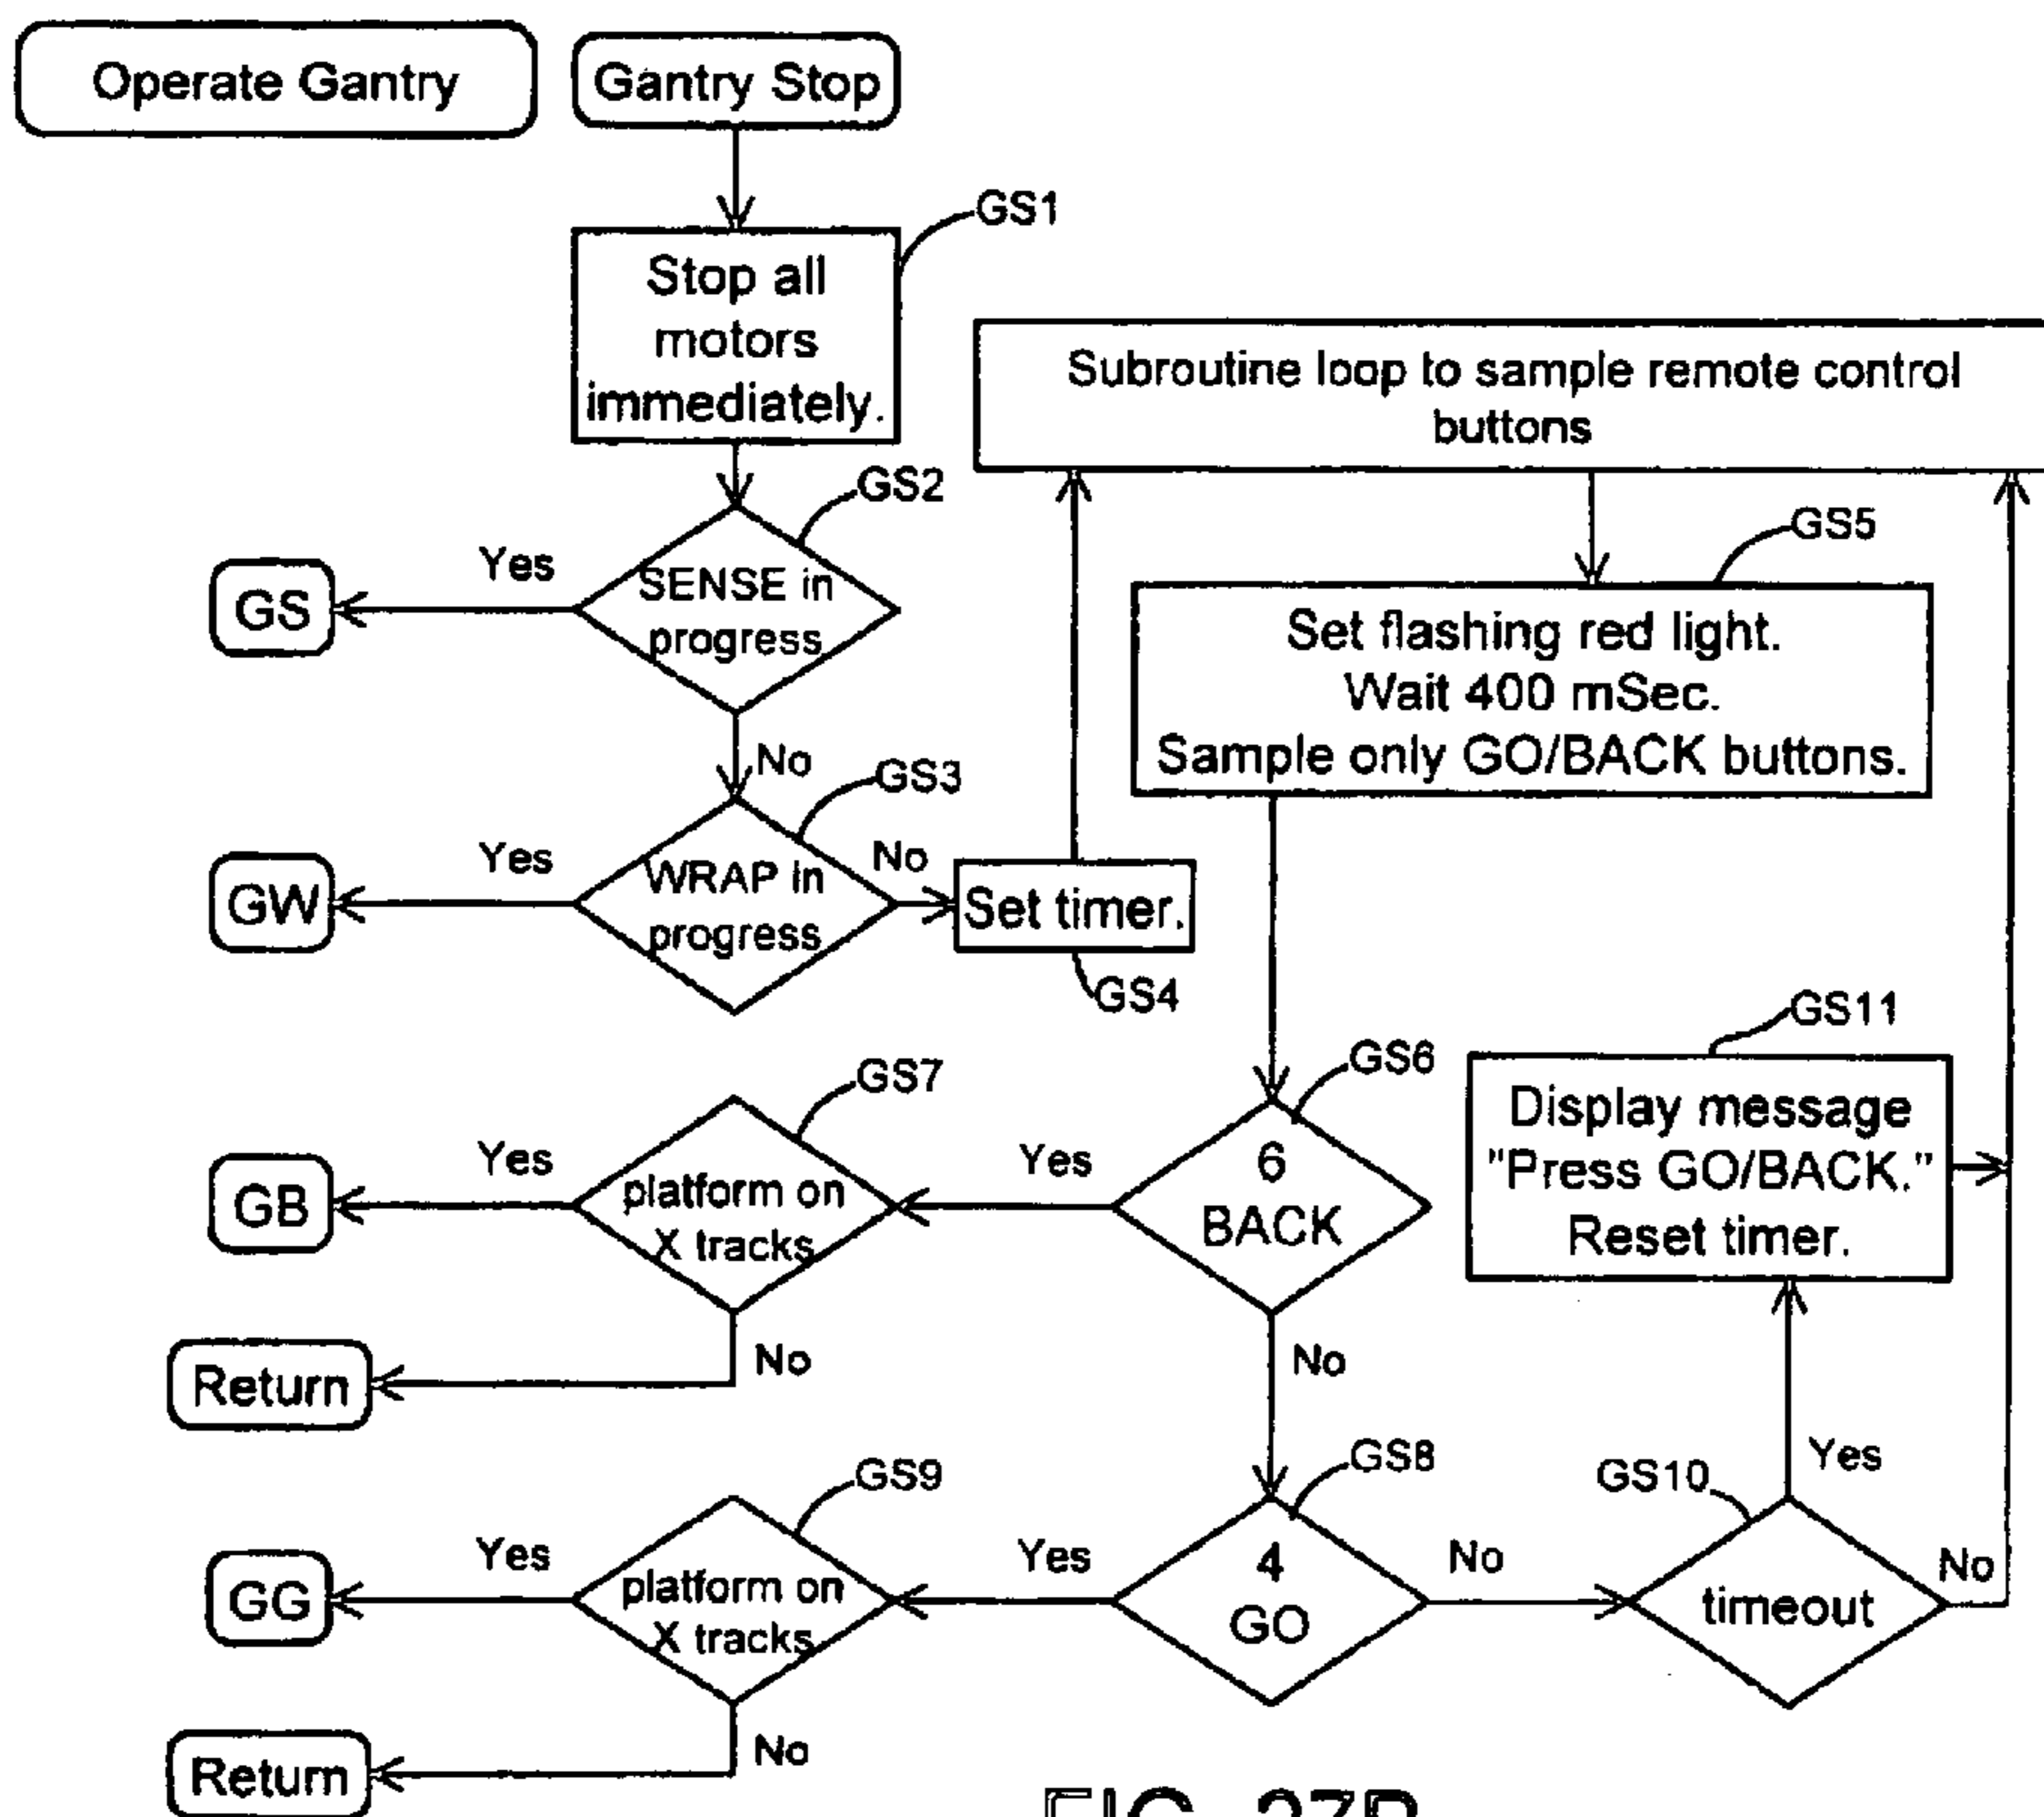 Operate Gantry
Gantry Stop
GS1
Stop all
motors
immediately.
Subroutine loop to sample remote control
buttons
GS2
GS5
Yes
GS
SENSE in
progress
Set flashing red light.
Wait 400 mSec.
Sample only GO/BACK buttons.
No
GS3
Yes
GW
WRAP in
progress
No
Set timer.
GS4
GS11
GS7
GS6
Display message
"Press GO/BACK."
Reset timer.
Yes
GB
platform on
X tracks
Yes
6
BACK
Return
No
No
GS9
GS8
GS10
Yes
Yes
GG
platform on
X tracks
Yes
4
GO
No
timeout
No
Return
No